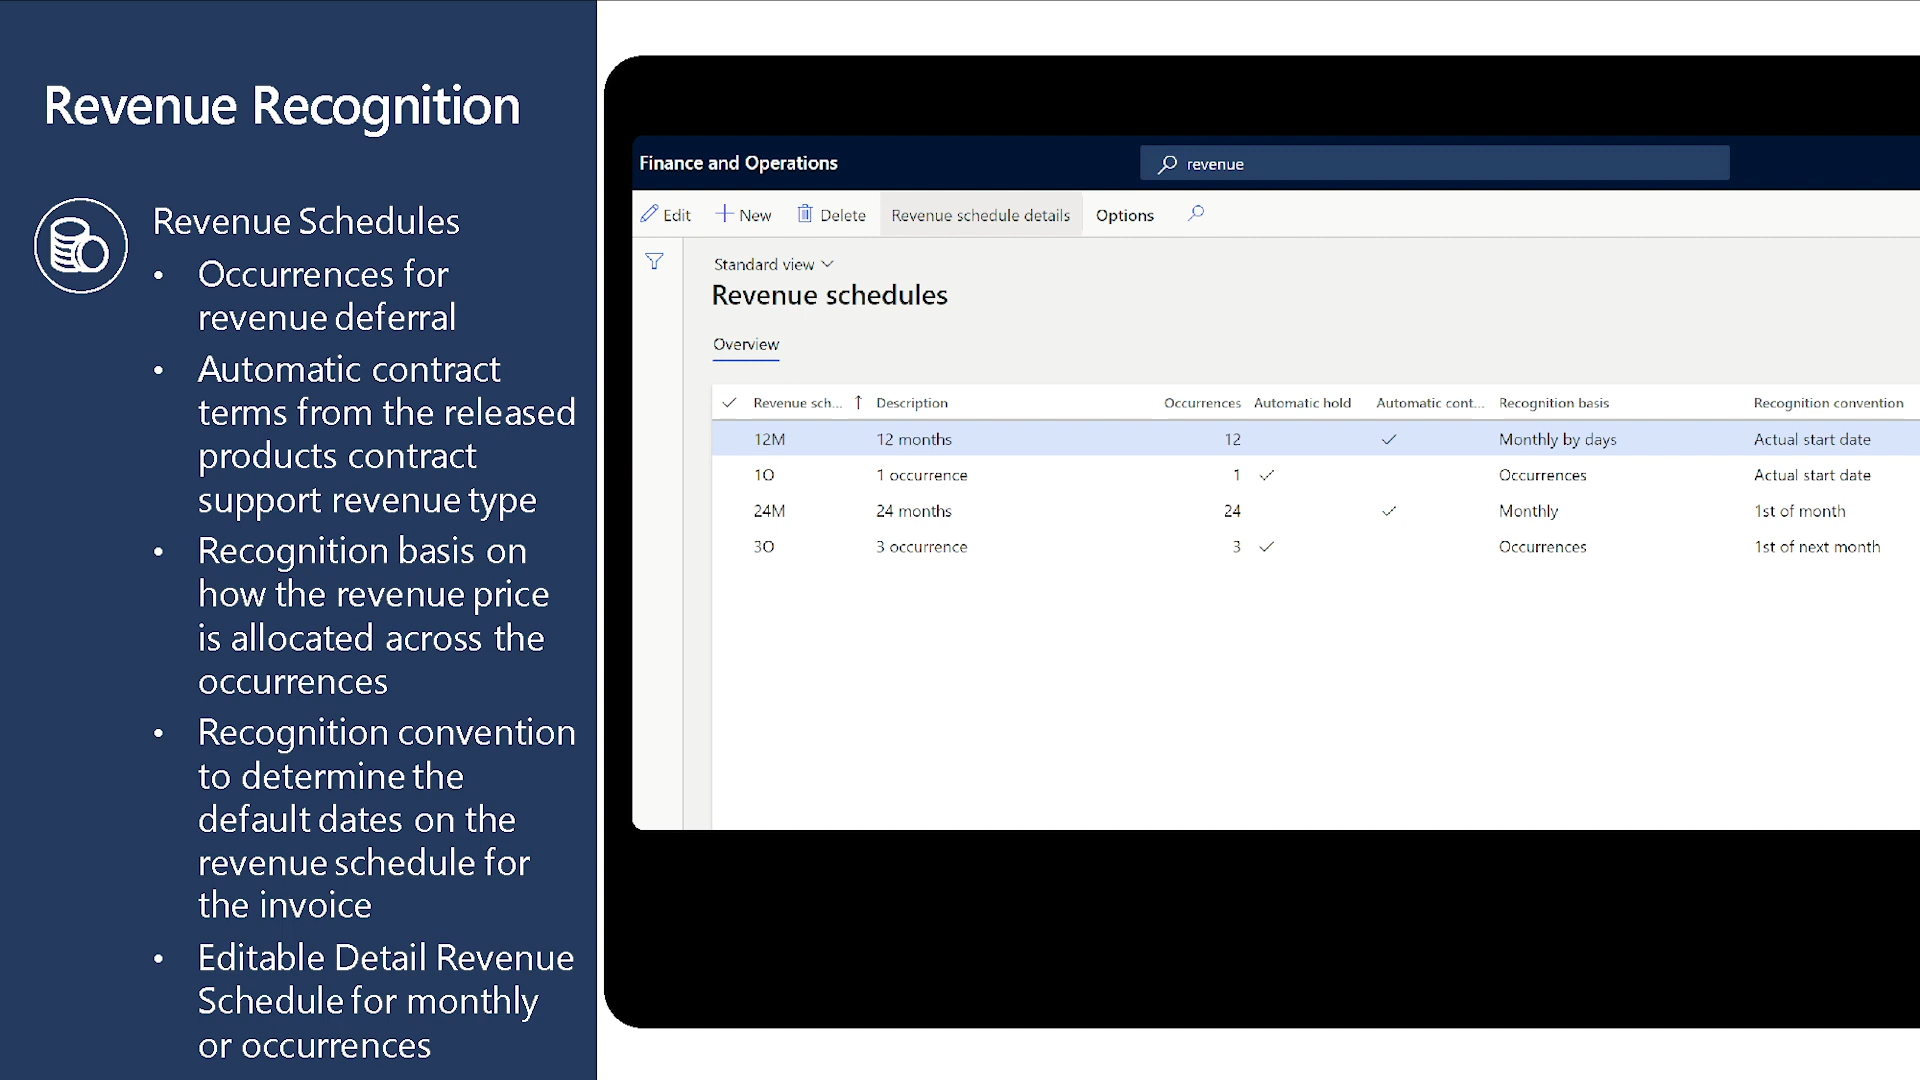 Revenue Recognition
Revenue Schedules
• Occurrences for
revenue deferral
• Automatic contract
terms from the released
products contract
support revenue type
• Recognition basis on
how the revenue price
is allocated across the
occurrences
• Recognition convention
to determine the
default dates on the
revenue schedule for
the invoice
• Editable Detail Revenue
Schedule for monthly
or occurrences
Finance and Operations
revenue
Edit New Delete Revenue schedule details Options
Standard view
Revenue schedules
Overview
Revenue sch... Description Occurrences Automatic hold Automatic cont... Recognition basis Recognition convention
12M 12 months 12 Monthly by days Actual start date
1O 1 occurrence 1 Occurrences Actual start date
24M 24 months 24 Monthly 1st of month
3O 3 occurrence 3 Occurrences 1st of next month